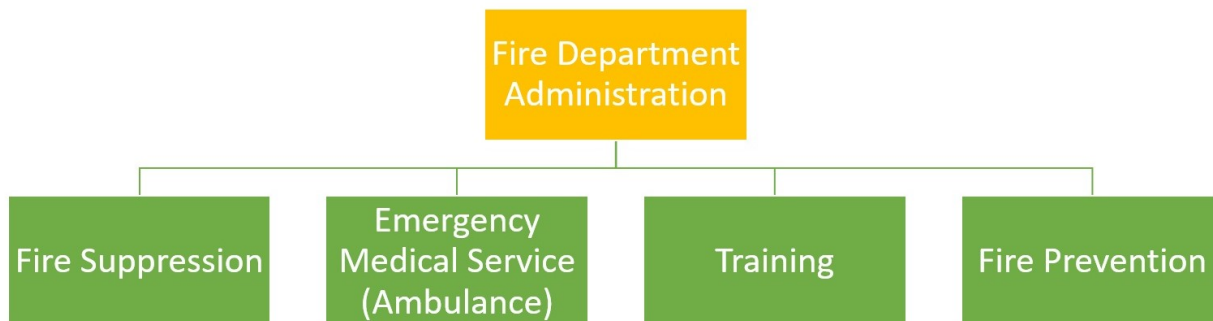 Fire Department
Administration
Fire Suppression
Emergency
Medical Service
(Ambulance)
Training
Fire Prevention